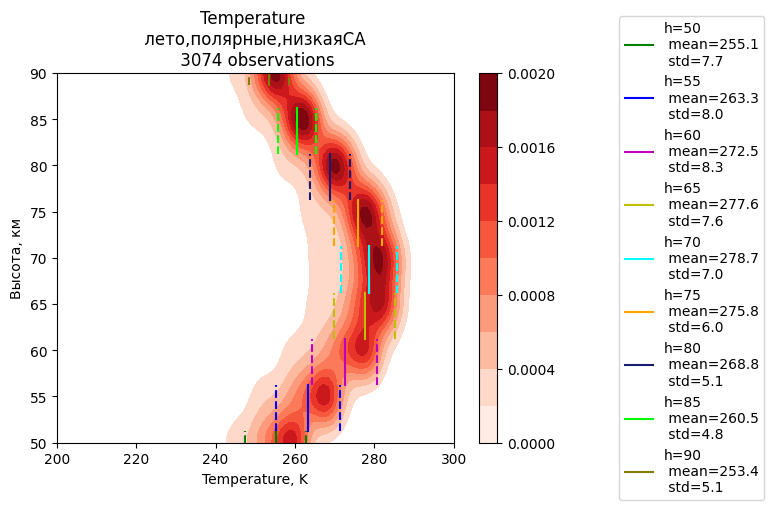 Temperature
лето,полярные,низкаяСА
3074 observations
90
85
80
75
70
65
60
55
50
Высота, км
200
220
240
260
280
300
Temperature, K
0.0020
0.0016
0.0012
0.0008
0.0004
0.0000
h=50
mean=255.1
std=7.7
h=55
mean=263.3
std=8.0
h=60
mean=272.5
std=8.3
h=65
mean=277.6
std=7.6
h=70
mean=278.7
std=7.0
h=75
mean=275.8
std=6.0
h=80
mean=268.8
std=5.1
h=85
mean=260.5
std=4.8
h=90
mean=253.4
std=5.1